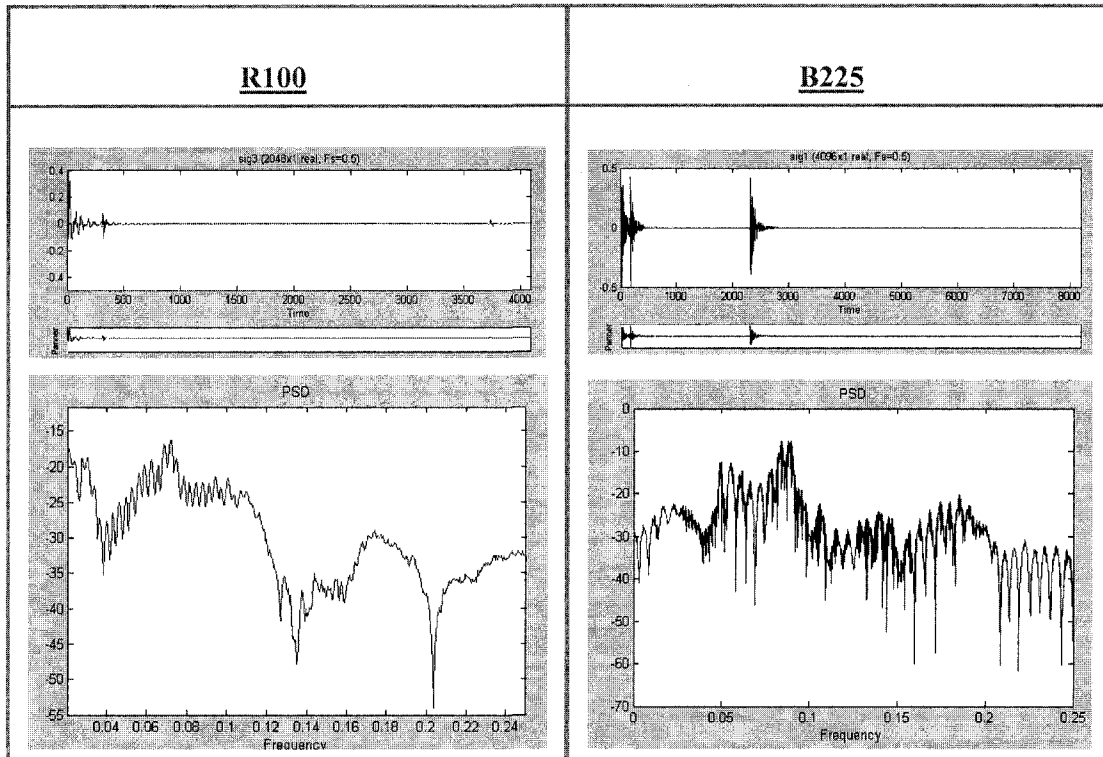 R100
B225
sig3 (2048x1 real, Fs=0.5)
0.4
0.2
0
-0.2
-0.4
0 500 1000 1500 2000 2500 3000 3500 4000
Time
Panner
PSD
-15
-20
-25
-30
-35
-40
-45
-50
-55
0.04 0.06 0.08 0.1 0.12 0.14 0.16 0.18 0.2 0.22 0.24
Frequency
sig1 (4096x1 real, Fs=0.5)
0.5
0
-0.5
0 1000 2000 3000 4000 5000 6000 7000 8000
Time
Panner
PSD
0
-10
-20
-30
-40
-50
-60
-70
0 0.05 0.1 0.15 0.2 0.25
Frequency